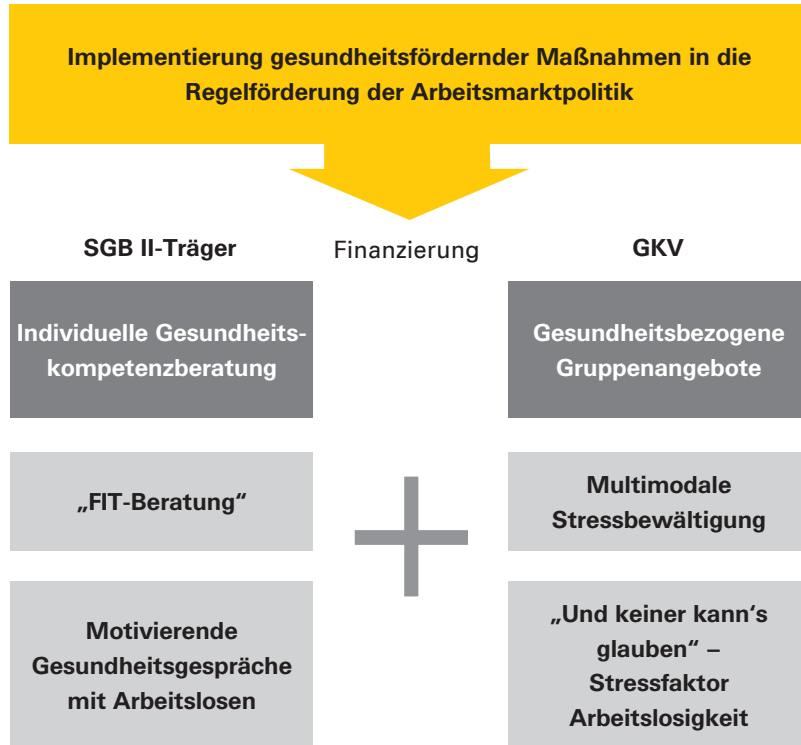 Implementierung gesundheitsfördernder Maßnahmen in die
Regelförderung der Arbeitsmarktpolitik
SGB II-Träger
Finanzierung
GKV
Individuelle Gesundheits-
kompetenzberatung
Gesundheitsbezogene
Gruppenangebote
„FIT-Beratung“
Multimodale
Stressbewältigung
Motivierende
Gesundheitsgespräche
mit Arbeitslosen
„Und keiner kann‘s
glauben“ –
Stressfaktor
Arbeitslosigkeit